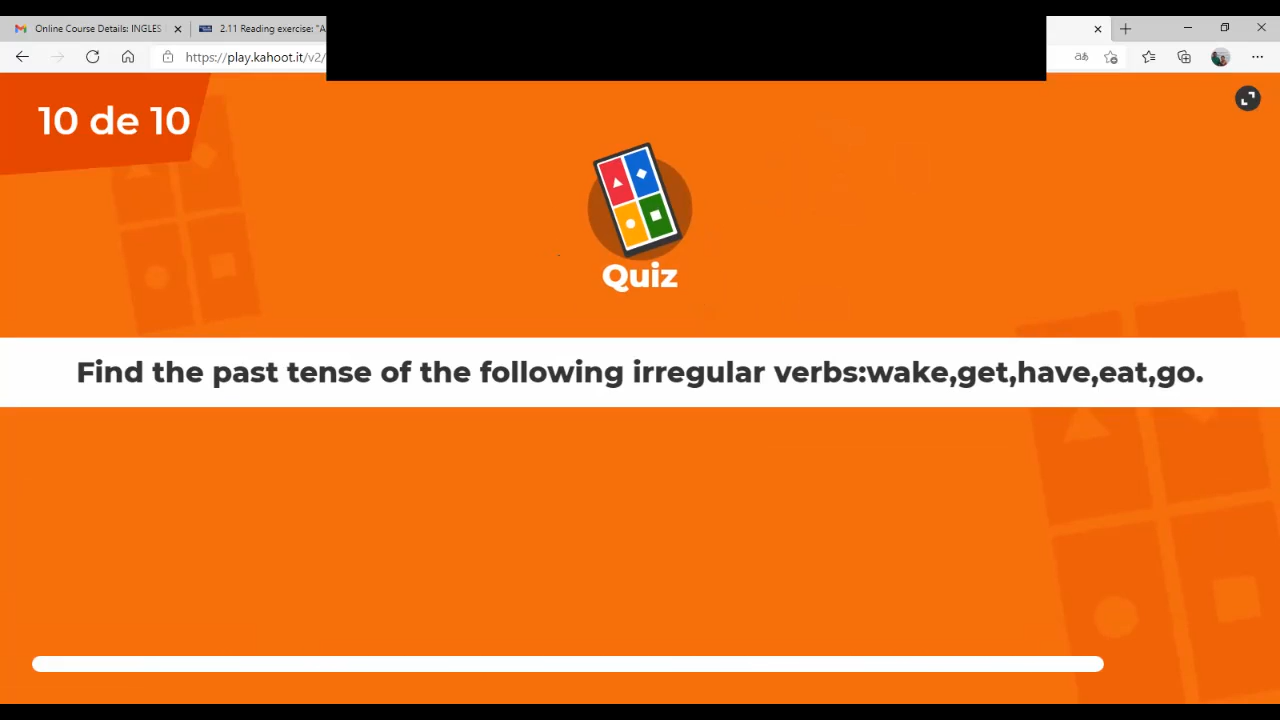 Online Course Details: INGLES
2.11 Reading exercise: "A
https://play.kahoot.it/v2/
10 de 10
Quiz
Find the past tense of the following irregular verbs:wake,get,have,eat,go.